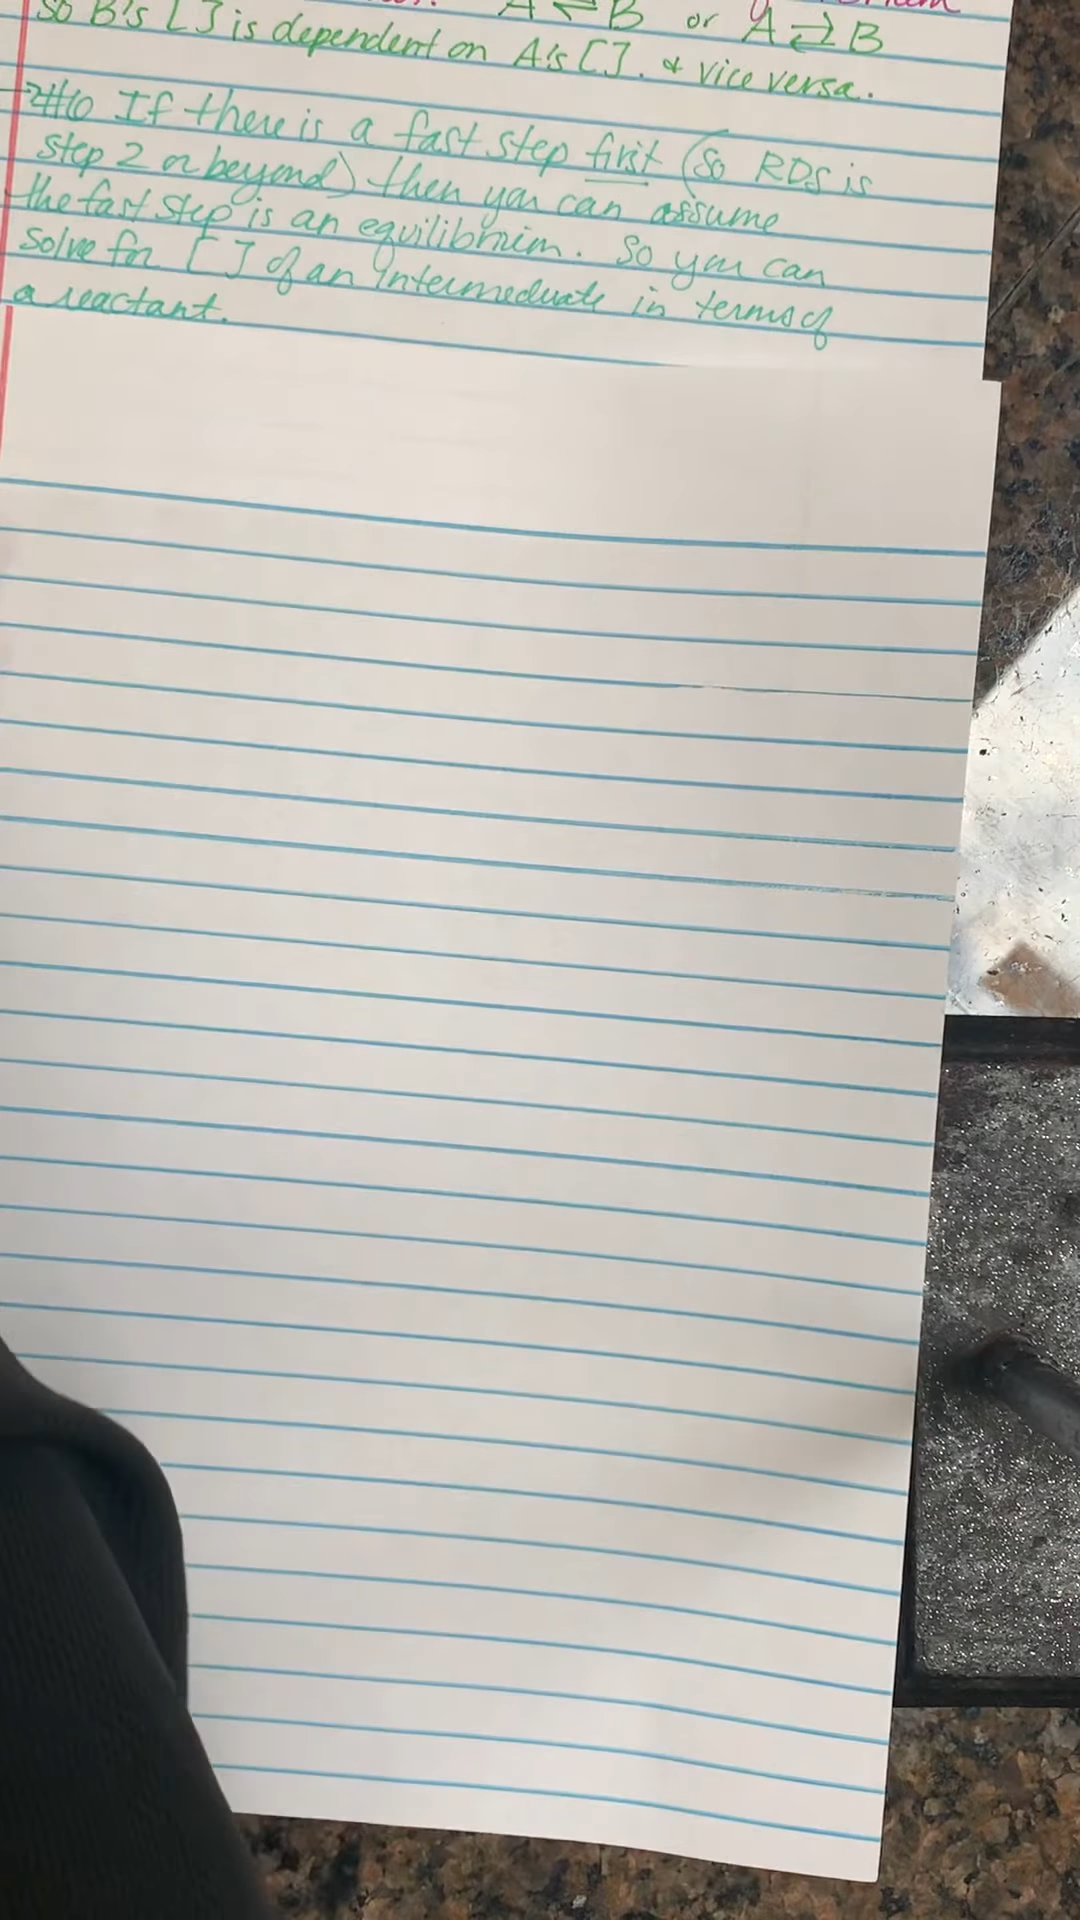 A ⇌ B or A ⇄ B
So B's [ ] is dependent on A's [ ]. & vice versa.
#6 If there is a fast step first (So RDS is
step 2 or beyond) then you can assume
the fast step is an equilibrium. So you can
solve for [ ] of an intermeduate in terms of
a reactant.